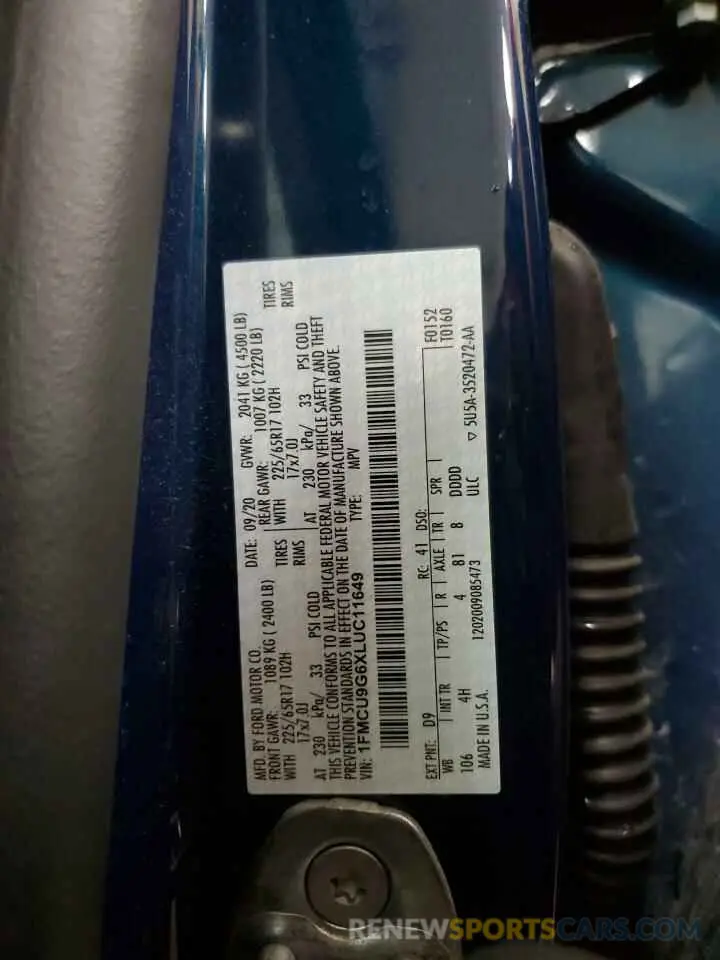 MFD. BY FORD MOTOR CO.
DATE: 09/20 GVWR: 2041 KG ( 4500 LB)
FRONT GAWR: 1089 KG ( 2400 LB) REAR GAWR: 1007 KG ( 2220 LB)
WITH 225/65R17 102H TIRES WITH 225/65R17 102H TIRES
17x7.0J RIMS 17x7.0J RIMS
AT 230 kPa/ 33 PSI COLD AT 230 kPa/ 33 PSI COLD
THIS VEHICLE CONFORMS TO ALL APPLICABLE FEDERAL MOTOR VEHICLE SAFETY AND THEFT
PREVENTION STANDARDS IN EFFECT ON THE DATE OF MANUFACTURE SHOWN ABOVE.
VIN: 1FMCU9G6XLUC11649 TYPE: MPV
F0152
EXT PNT: D9 RC: 41 DSO: T0160
WB INT TR TP/PS R AXLE TR SPR
106 4H 4 81 8 DDDD
MADE IN U.S.A. 1202009085473 ULC ▽ 5U5A-3520472-AA
RENEWSPORTSCARS.COM